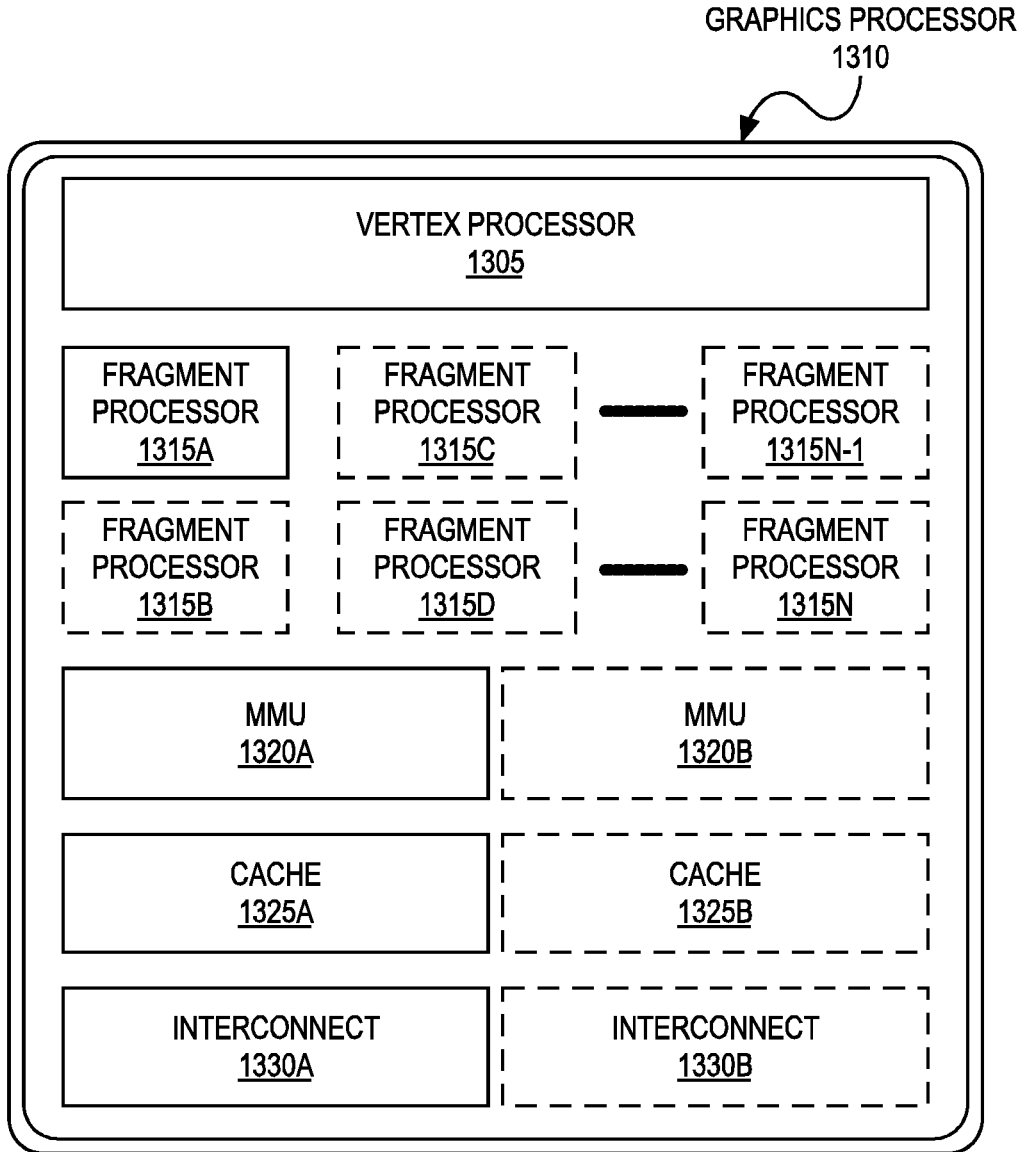 GRAPHICS PROCESSOR
1310
VERTEX PROCESSOR
1305
FRAGMENT
PROCESSOR
1315A
FRAGMENT
PROCESSOR
1315C
FRAGMENT
PROCESSOR
1315N-1
FRAGMENT
PROCESSOR
1315B
FRAGMENT
PROCESSOR
1315D
FRAGMENT
PROCESSOR
1315N
MMU
1320A
MMU
1320B
CACHE
1325A
CACHE
1325B
INTERCONNECT
1330A
INTERCONNECT
1330B